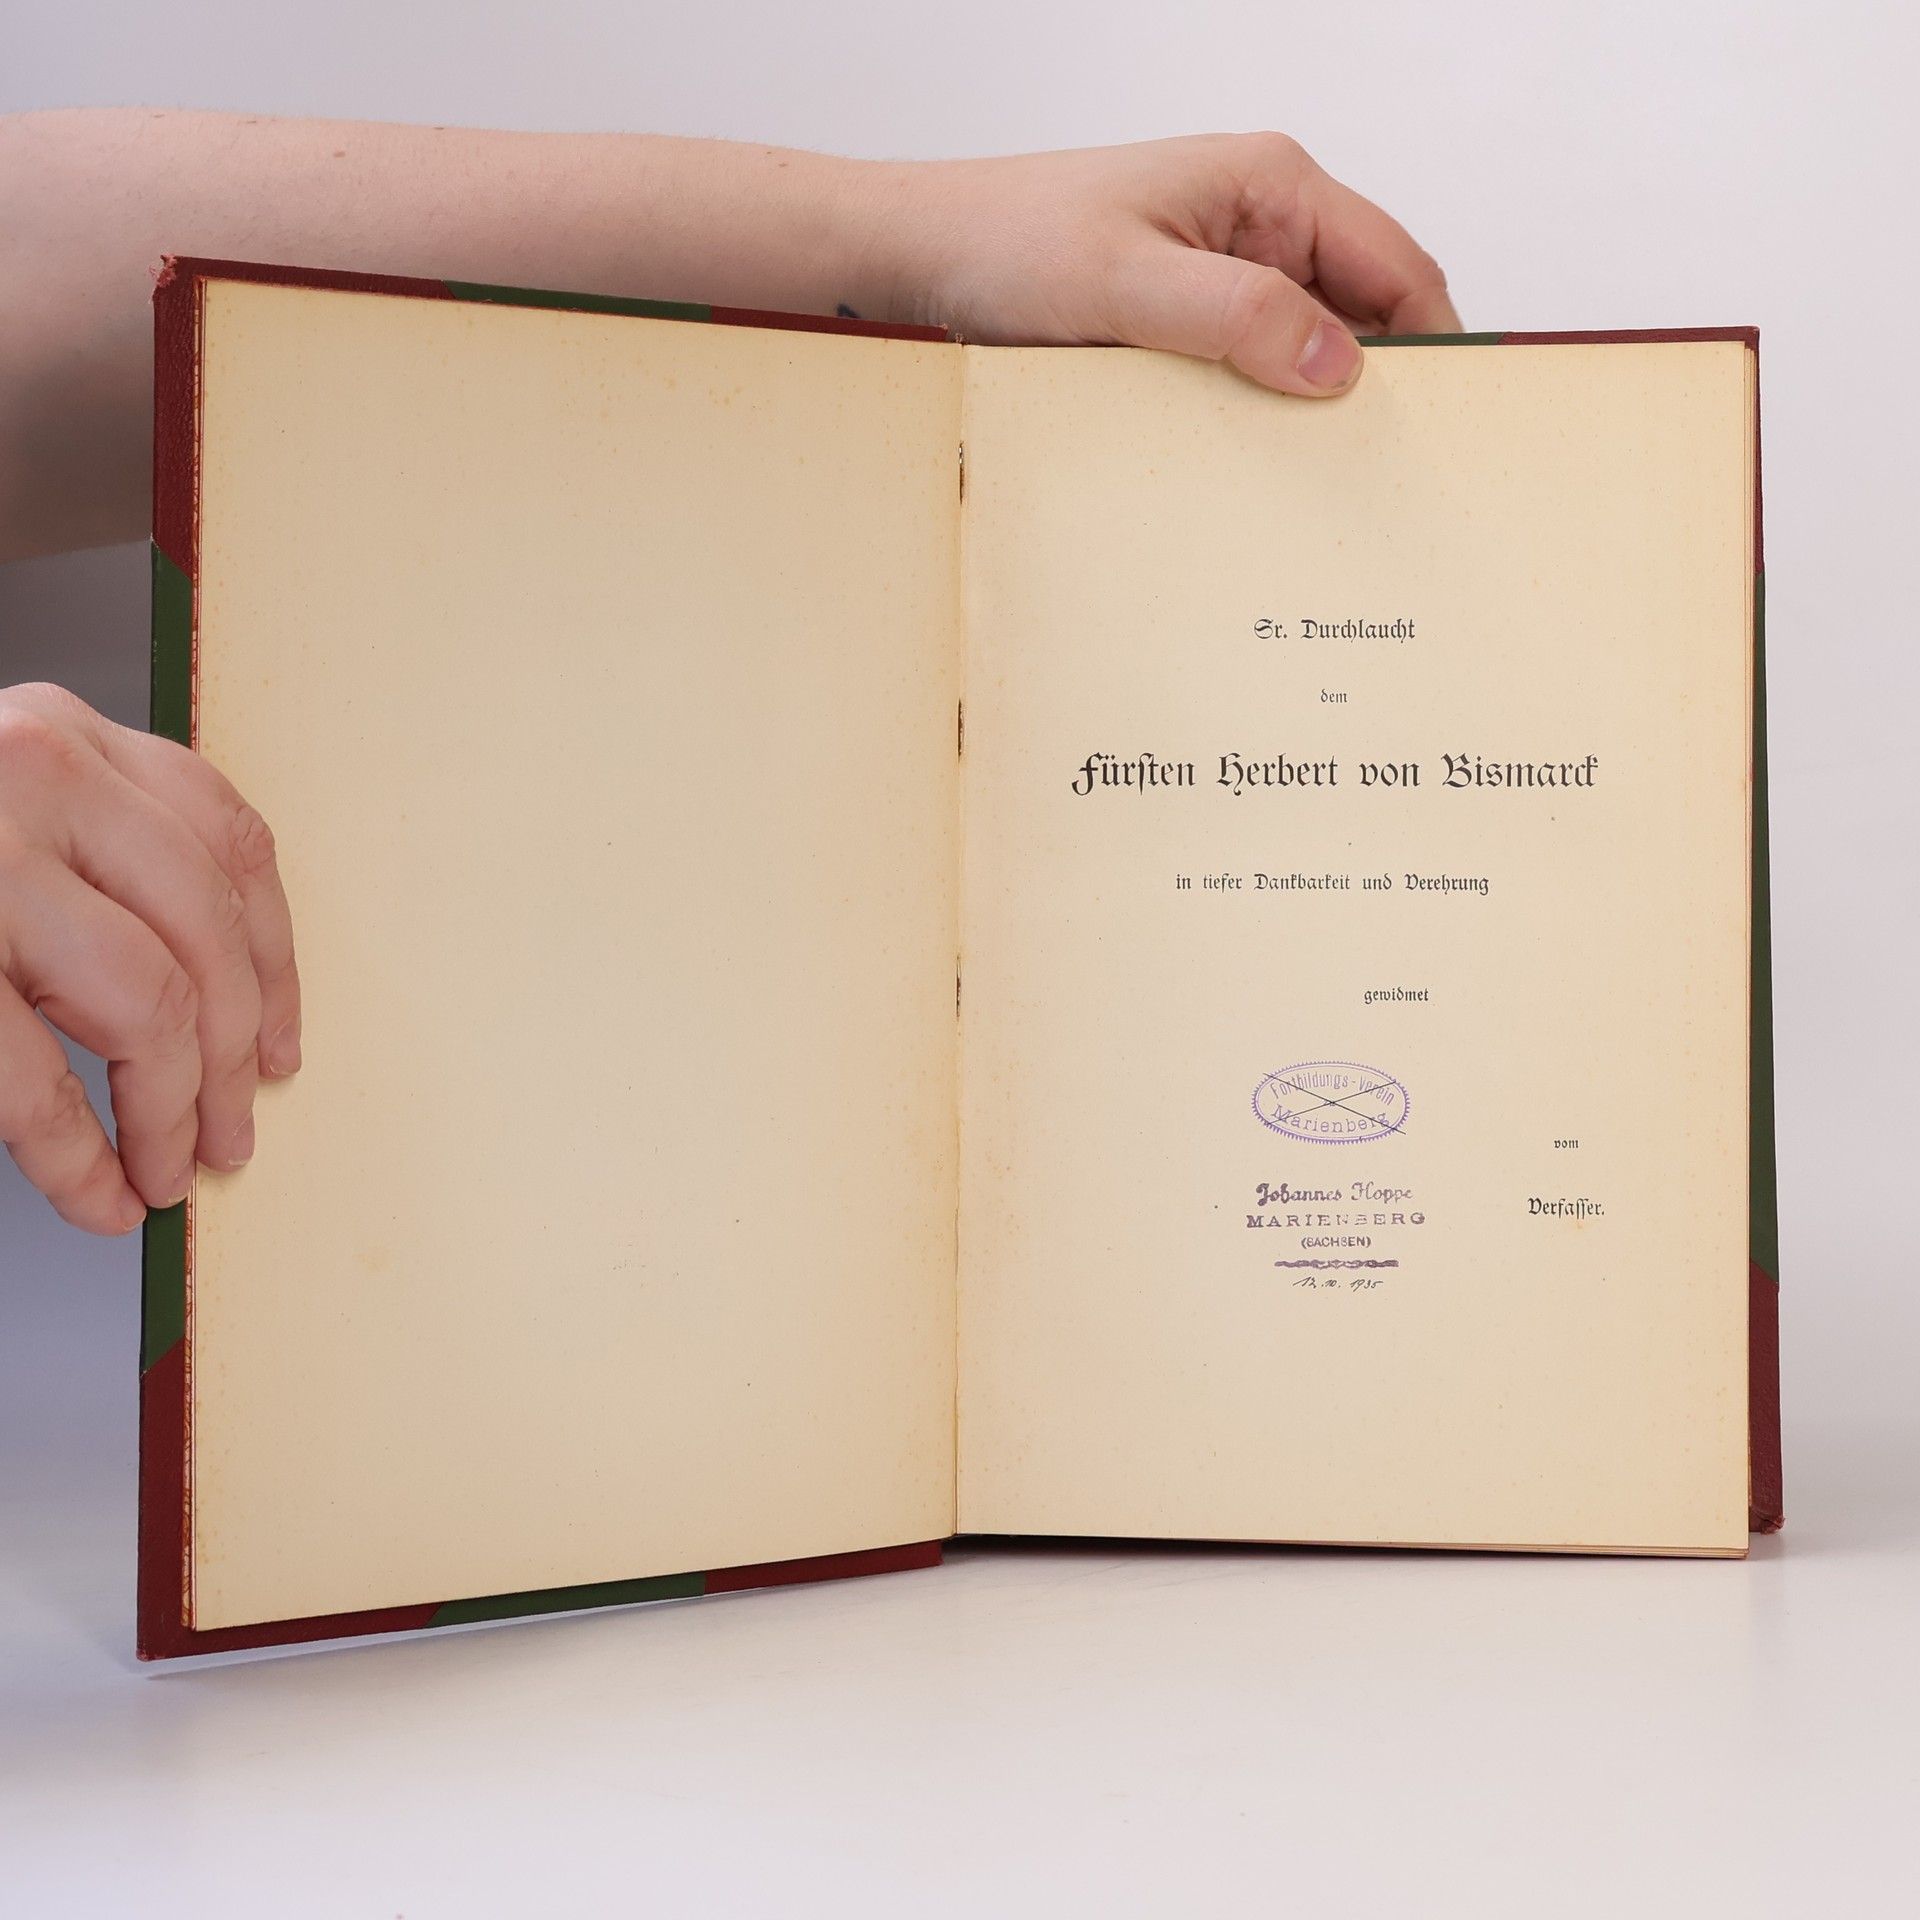 Sr. Durchlaucht
dem
Fürsten Herbert von Bismarck
in tiefer Dankbarkeit und Verehrung
gewidmet
Fortbildungs-Verein
Marienberg
vom
Verfasser.
Johannes Hoppe
MARIENBERG
(SACHSEN)
12.10. 1935